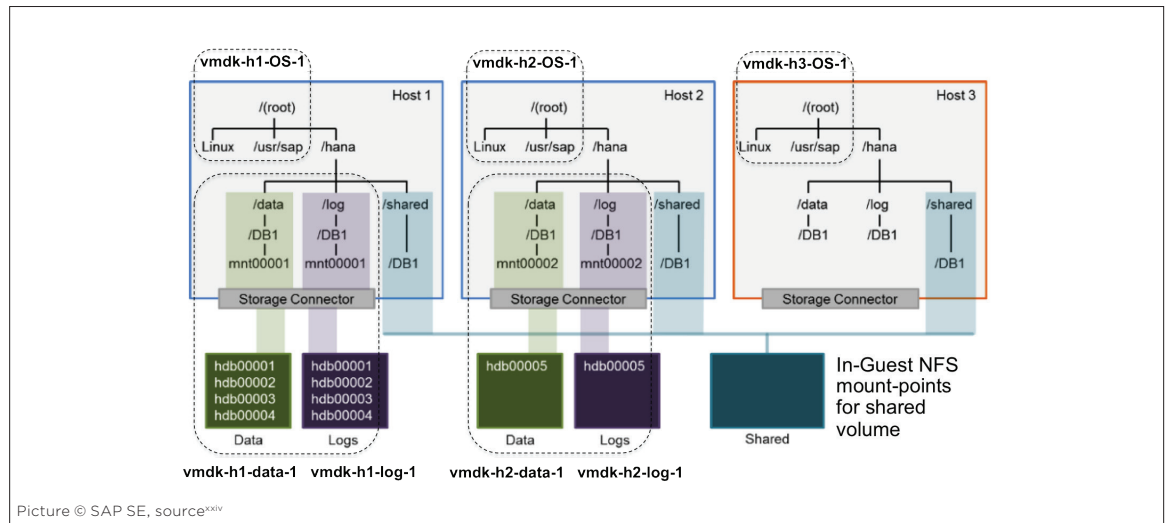 vmdk-h1-OS-1
Host 1
/(root)
Linux /usr/sap /hana
/data /log /shared
/DB1 /DB1
mnt00001 mnt00001 /DB1
Storage Connector
hdb00001
hdb00002
hdb00003
hdb00004
Data
hdb00001
hdb00002
hdb00003
hdb00004
Logs
vmdk-h1-data-1 vmdk-h1-log-1
vmdk-h2-OS-1
Host 2
/(root)
Linux /usr/sap /hana
/data /log /shared
/DB1 /DB1
mnt00002 mnt00002 /DB1
Storage Connector
hdb00005
Data
hdb00005
Logs
vmdk-h2-data-1 vmdk-h2-log-1
vmdk-h3-OS-1
Host 3
/(root)
Linux /usr/sap /hana
/data /log /shared
/DB1 /DB1
/DB1
Storage Connector
Shared
In-Guest NFS
mount-points
for shared
volume
Picture © SAP SE, sourcexxiv